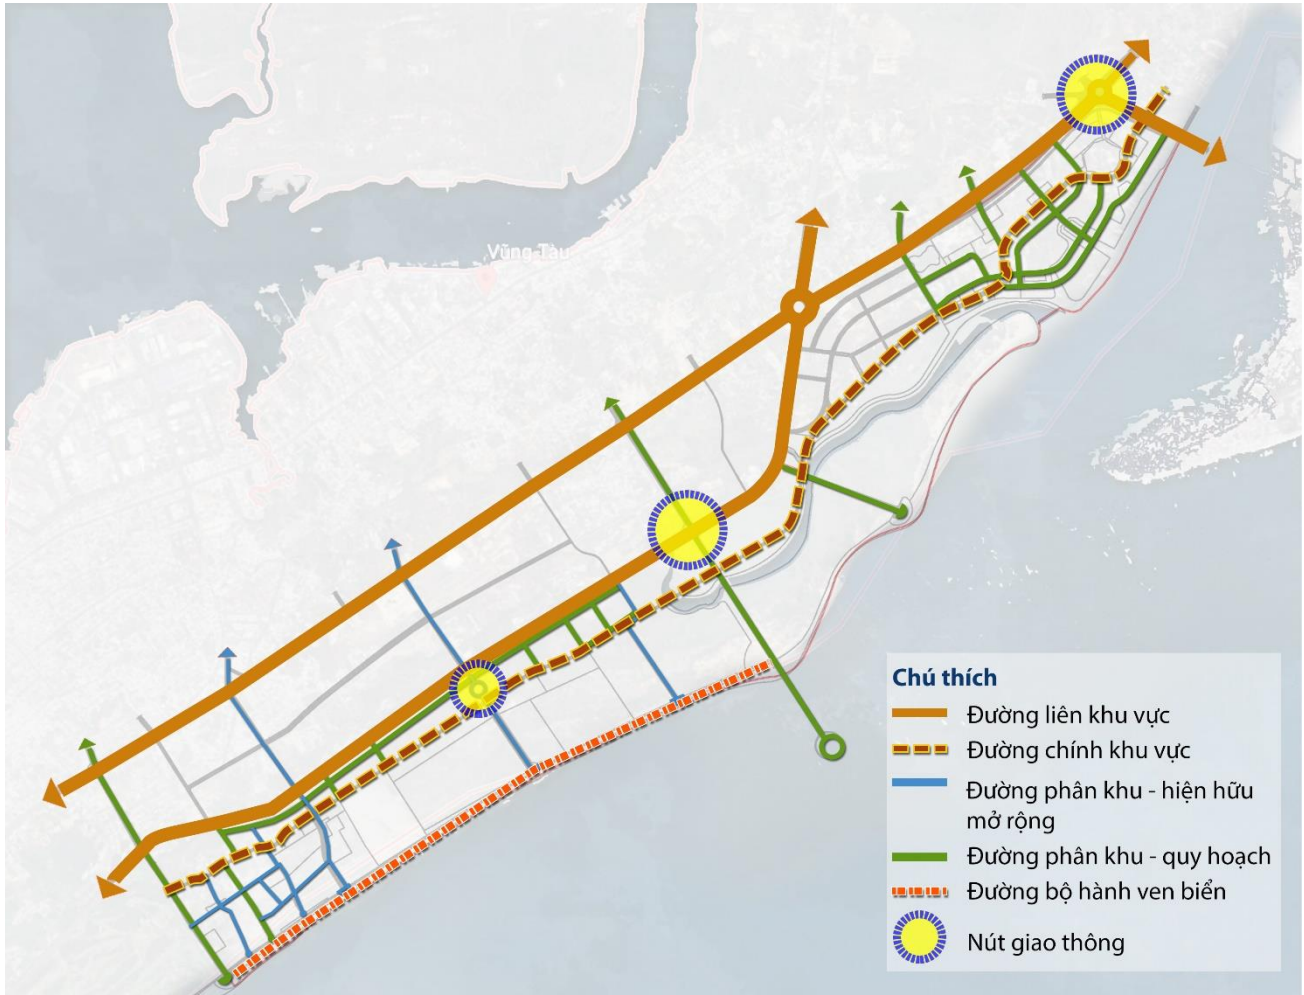 Vũng Tàu
Chú thích
Đường liên khu vực
Đường chính khu vực
Đường phân khu - hiện hữu
mở rộng
Đường phân khu - quy hoạch
Đường bộ hành ven biển
Nút giao thông